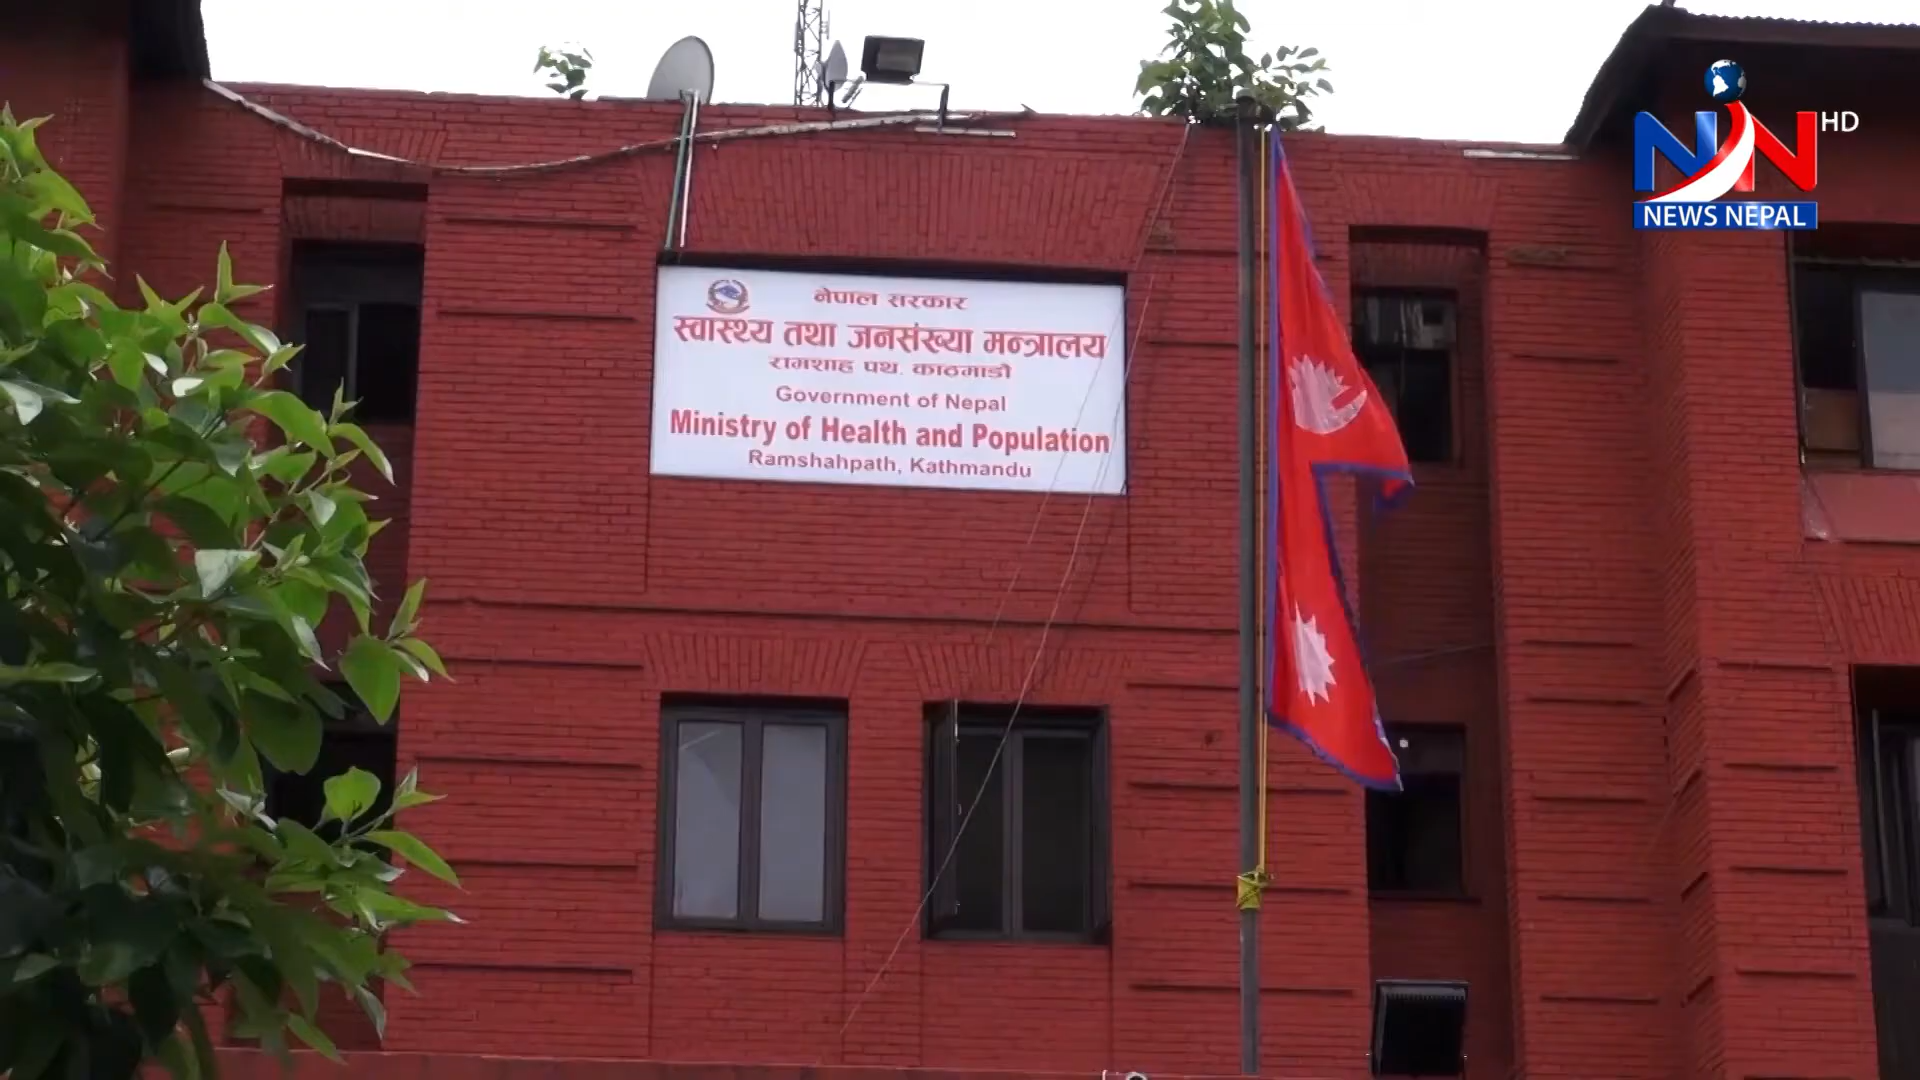 नेपाल सरकार
स्वास्थ्य तथा जनसंख्या मन्त्रालय
रामशाह पथ, काठमाडौं
Government of Nepal
Ministry of Health and Population
Ramshahpath, Kathmandu
NN HD
NEWS NEPAL